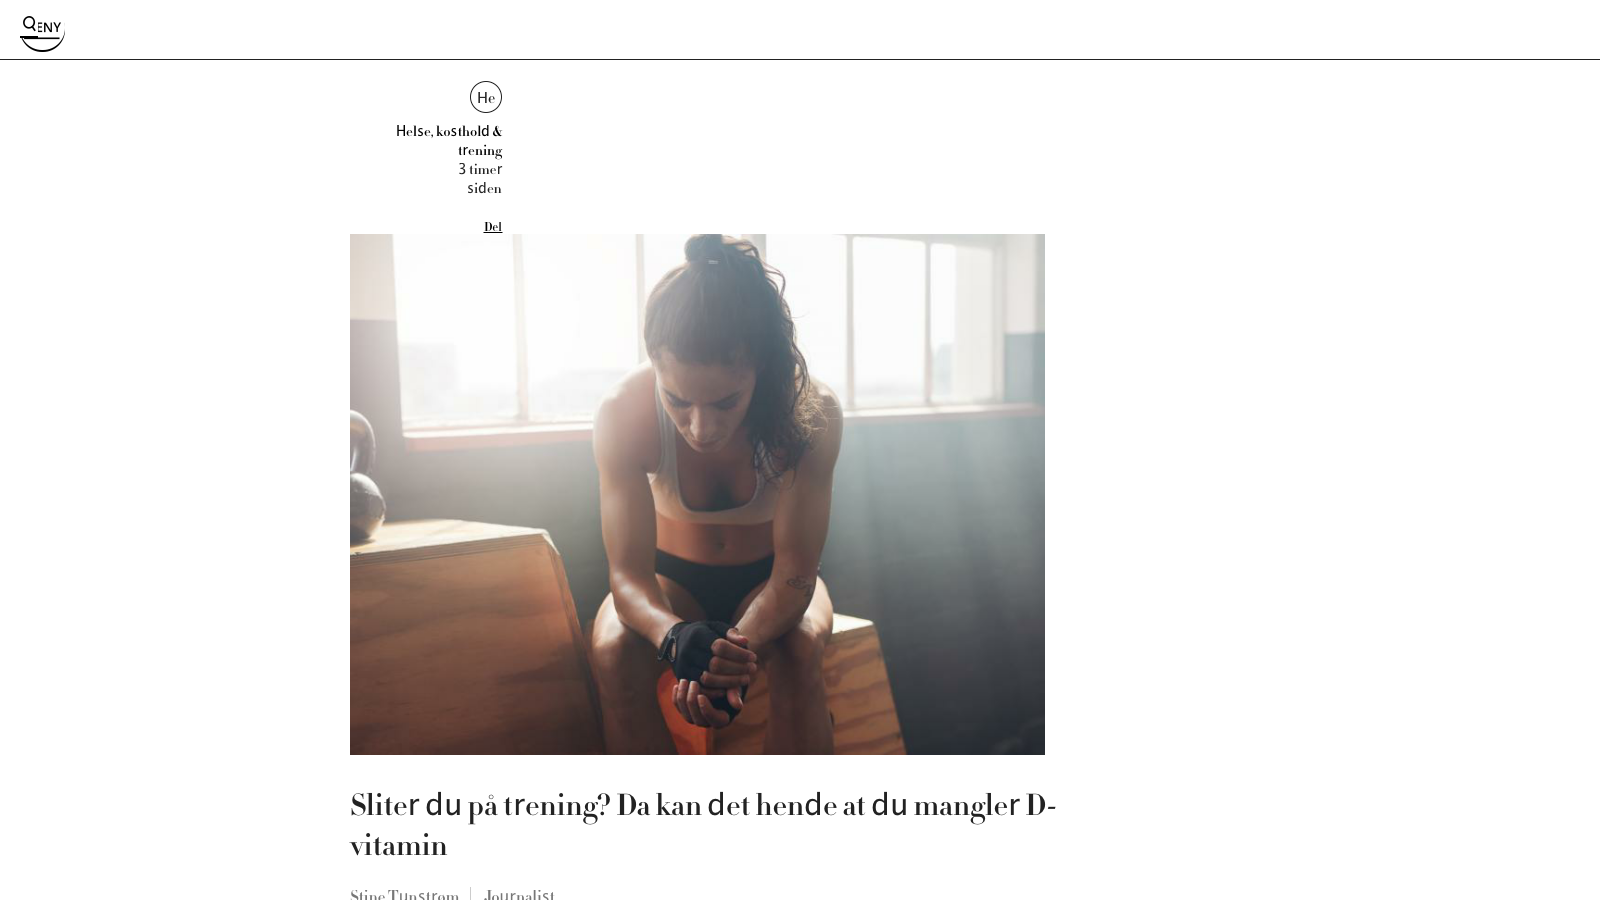 ENY
He
Helse, kosthold &
trening
3 timer
siden
Del
Sliter du på trening? Da kan det hende at du mangler D-
vitamin
Stine Tunstrøm
Journalist